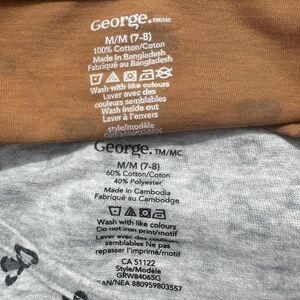 George. TM/MC
M/M (7-8)
100% Cotton/Coton
Made in Bangladesh
Fabriqué au Bangladesh
Wash with like colours
Laver avec des
couleurs semblables
Wash inside out
Laver à l'envers
style/modèle
George. TM/MC
M/M (7-8)
60% Cotton/Coton
40% Polyester
Made in Cambodia
Fabriqué au Cambodge
Wash with like colours
Do not iron print/motif
Laver avec des
couleurs semblables Ne pas
repasser l'imprimé/motif
CA 51122
Style/Modèle
GRW8406SG
EAN/NEA 880959803557